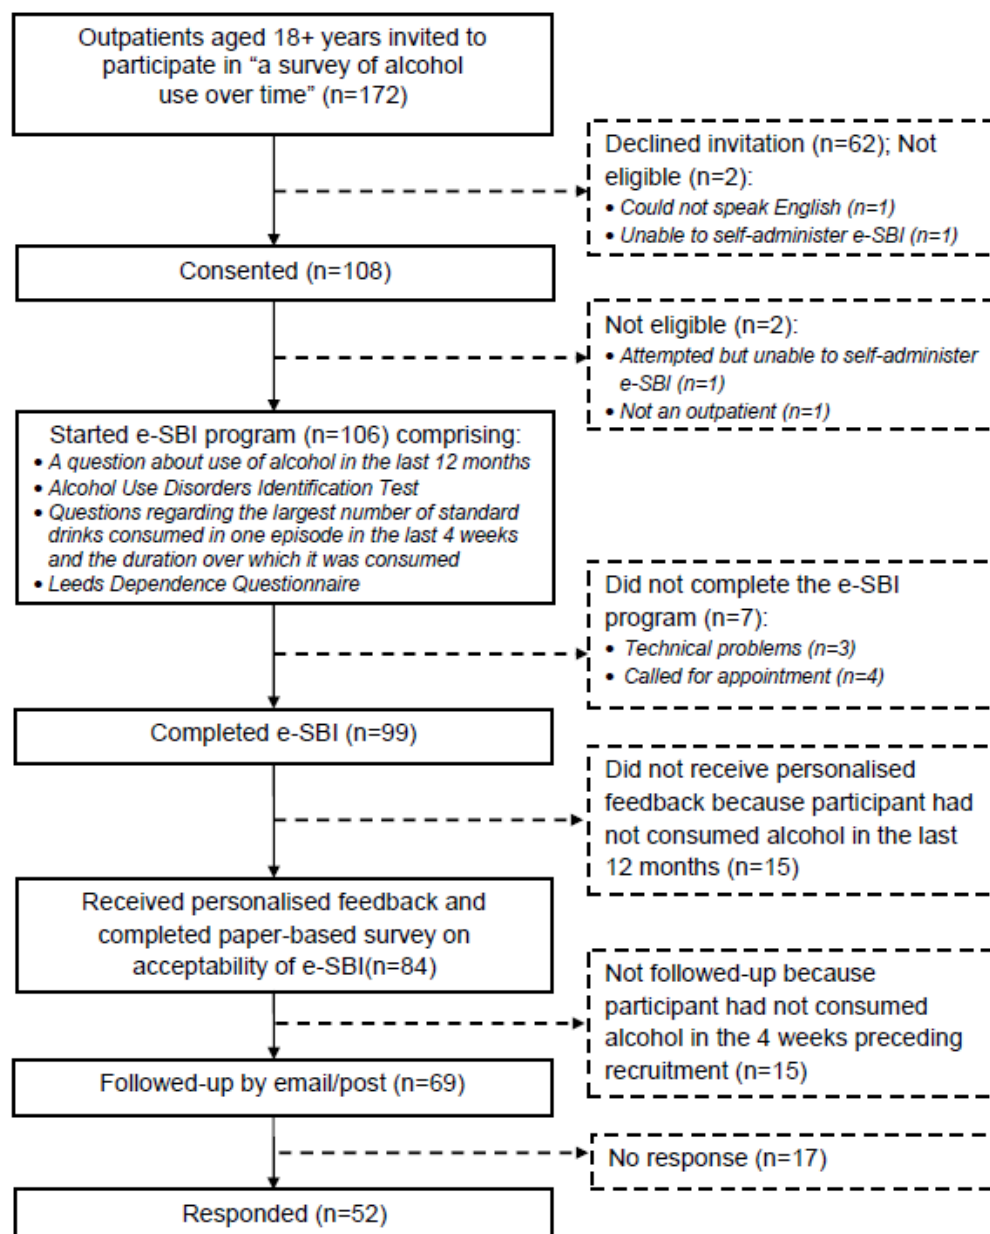 Outpatients aged 18+ years invited to
participate in “a survey of alcohol
use over time” (n=172)
Declined invitation (n=62); Not
eligible (n=2):
• Could not speak English (n=1)
• Unable to self-administer e-SBI (n=1)
Consented (n=108)
Not eligible (n=2):
• Attempted but unable to self-administer
e-SBI (n=1)
• Not an outpatient (n=1)
Started e-SBI program (n=106) comprising:
• A question about use of alcohol in the last 12 months
• Alcohol Use Disorders Identification Test
• Questions regarding the largest number of standard
drinks consumed in one episode in the last 4 weeks
and the duration over which it was consumed
• Leeds Dependence Questionnaire
Did not complete the e-SBI
program (n=7):
• Technical problems (n=3)
• Called for appointment (n=4)
Completed e-SBI (n=99)
Did not receive personalised
feedback because participant had
not consumed alcohol in the last
12 months (n=15)
Received personalised feedback and
completed paper-based survey on
acceptability of e-SBI(n=84)
Not followed-up because
participant had not consumed
alcohol in the 4 weeks preceding
recruitment (n=15)
Followed-up by email/post (n=69)
No response (n=17)
Responded (n=52)